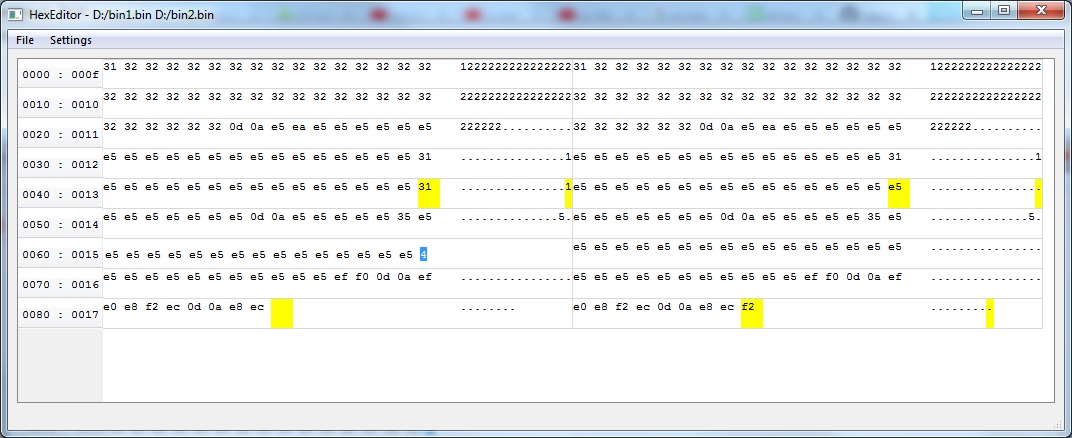 HexEditor - D:/bin1.bin D:/bin2.bin
File Settings
0000 : 000f 31 32 32 32 32 32 32 32 32 32 32 32 32 32 32 32 1222222222222222 31 32 32 32 32 32 32 32 32 32 32 32 32 32 32 32 1222222222222222
0010 : 0010 32 32 32 32 32 32 32 32 32 32 32 32 32 32 32 32 2222222222222222 32 32 32 32 32 32 32 32 32 32 32 32 32 32 32 32 2222222222222222
0020 : 0011 32 32 32 32 32 32 0d 0a e5 ea e5 e5 e5 e5 e5 e5 222222.......... 32 32 32 32 32 32 0d 0a e5 ea e5 e5 e5 e5 e5 e5 222222..........
0030 : 0012 e5 e5 e5 e5 e5 e5 e5 e5 e5 e5 e5 e5 e5 e5 e5 31 ...............1 e5 e5 e5 e5 e5 e5 e5 e5 e5 e5 e5 e5 e5 e5 e5 31 ...............1
0040 : 0013 e5 e5 e5 e5 e5 e5 e5 e5 e5 e5 e5 e5 e5 e5 e5 31 ...............1 e5 e5 e5 e5 e5 e5 e5 e5 e5 e5 e5 e5 e5 e5 e5 e5 ................
0050 : 0014 e5 e5 e5 e5 e5 e5 e5 0d 0a e5 e5 e5 e5 e5 35 e5 ..............5. e5 e5 e5 e5 e5 e5 e5 0d 0a e5 e5 e5 e5 e5 35 e5 ..............5.
0060 : 0015 e5 e5 e5 e5 e5 e5 e5 e5 e5 e5 e5 e5 e5 e5 e5 4 e5 e5 e5 e5 e5 e5 e5 e5 e5 e5 e5 e5 e5 e5 e5 e5 ................
0070 : 0016 e5 e5 e5 e5 e5 e5 e5 e5 e5 e5 e5 ef f0 0d 0a ef ................ e5 e5 e5 e5 e5 e5 e5 e5 e5 e5 e5 ef f0 0d 0a ef ................
0080 : 0017 e0 e8 f2 ec 0d 0a e8 ec ........ e0 e8 f2 ec 0d 0a e8 ec f2 .........